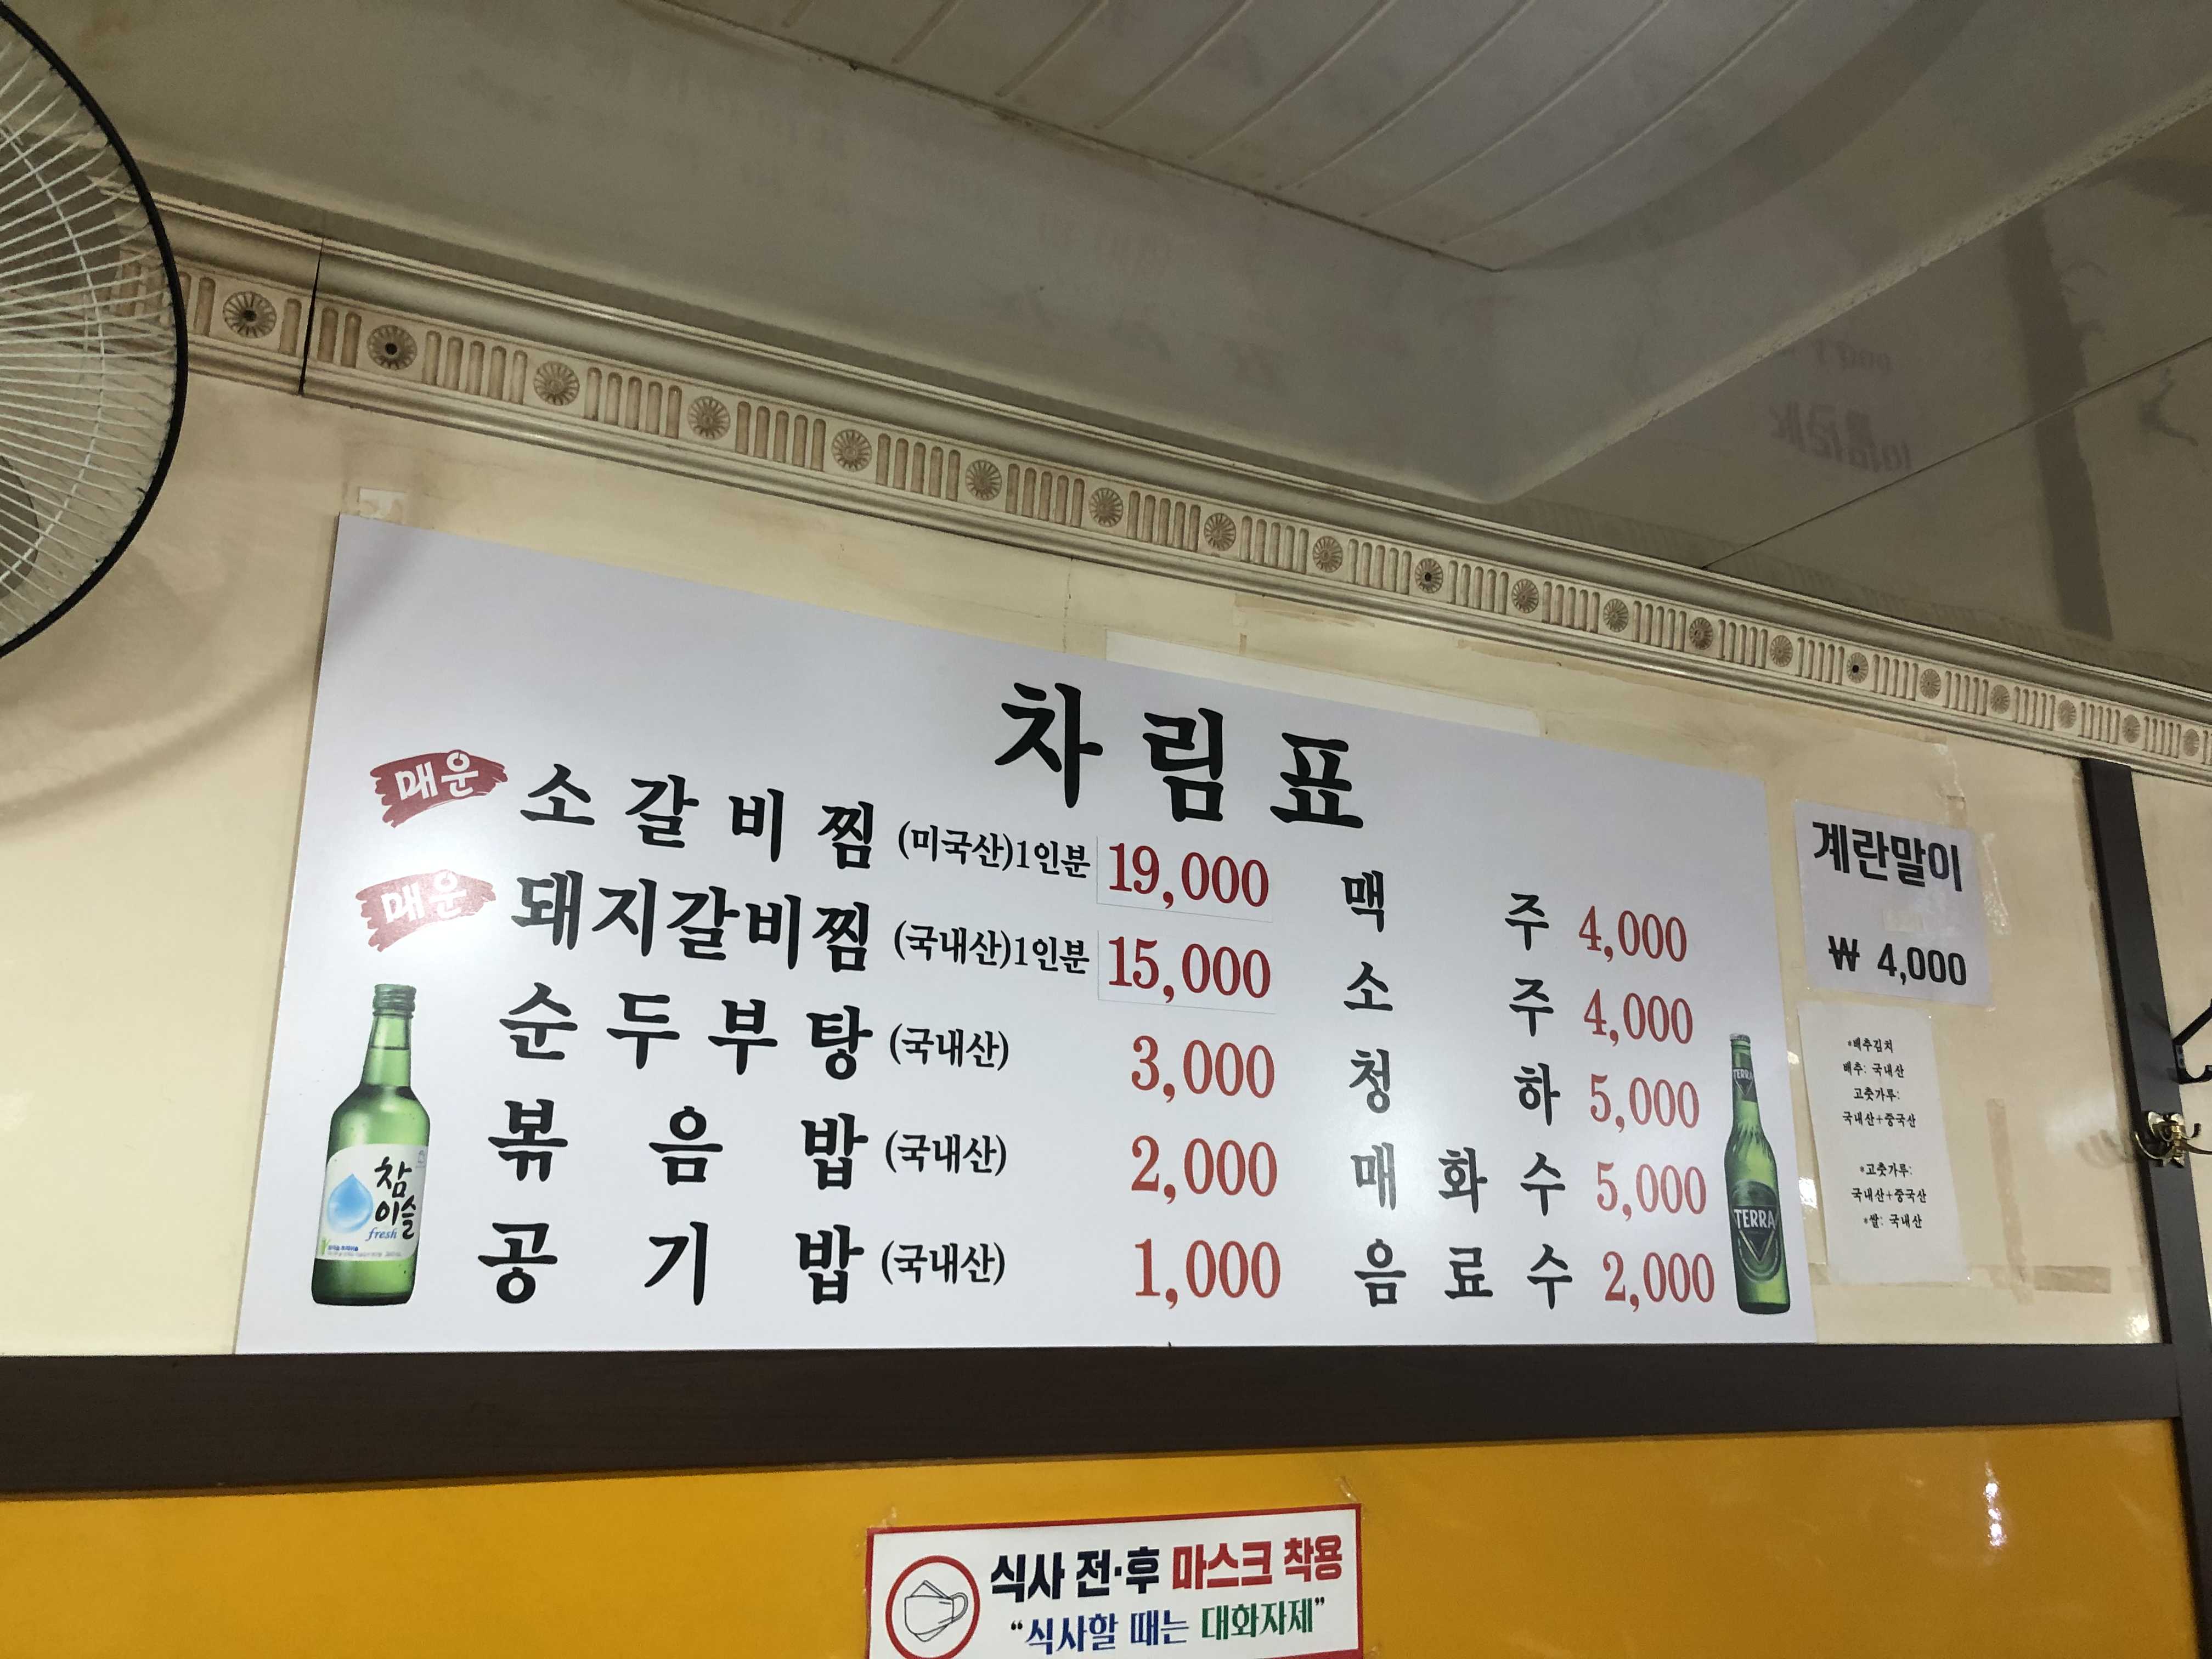 차림표
매운 소갈비찜 (미국산)1인분 19,000
매운 돼지갈비찜 (국내산)1인분 15,000
순두부탕 (국내산) 3,000
볶음밥 (국내산) 2,000
공기밥 (국내산) 1,000
맥주 4,000
소주 4,000
청하 5,000
매화수 5,000
음료수 2,000
참
이슬
fresh
TERRA
TERRA
계란말이
₩ 4,000
*배추김치
배추: 국내산
고춧가루:
국내산+중국산
*고춧가루:
국내산+중국산
*쌀: 국내산
식사 전·후 마스크 착용
“식사할 때는 대화자제”